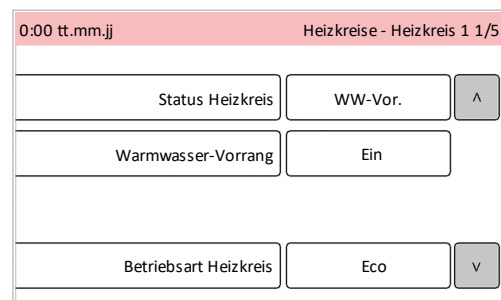 0:00 tt.mm.jj Heizkreise - Heizkreis 1 1/5
Status Heizkreis WW-Vor. ^
Warmwasser-Vorrang Ein
Betriebsart Heizkreis Eco v